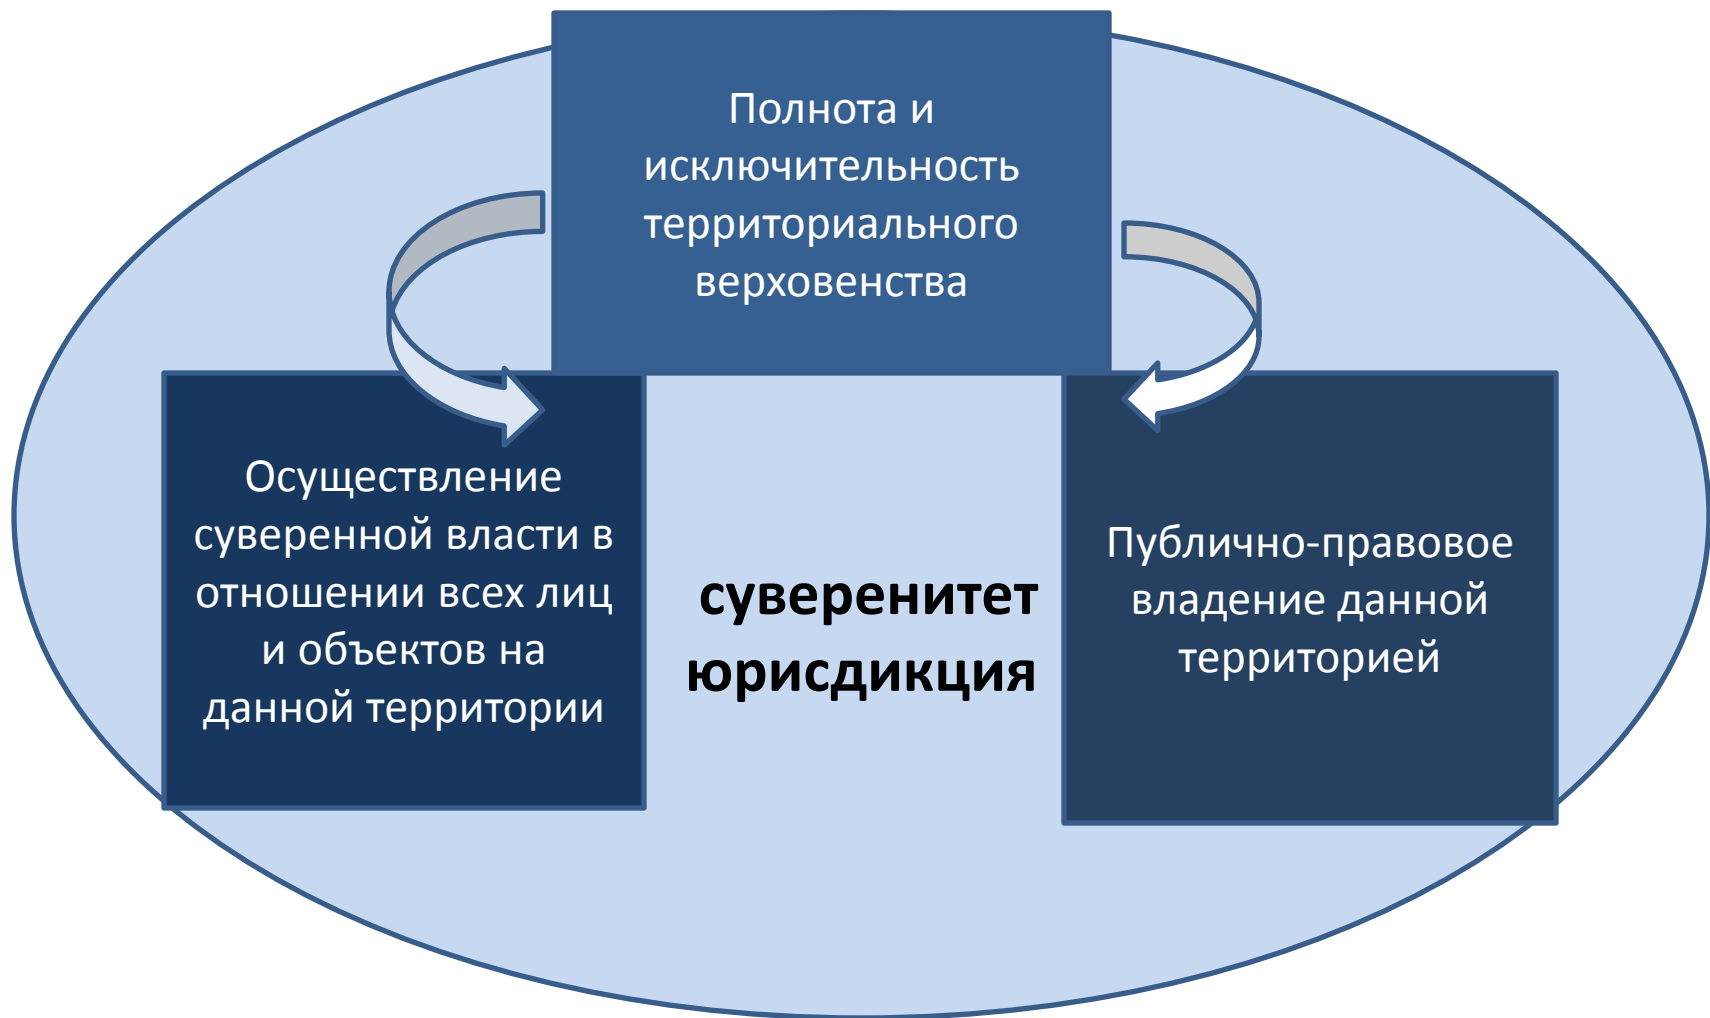 Полнота и
исключительность
территориального
верховенства
Осуществление
суверенной власти в
отношении всех лиц
и объектов на
данной территории
суверенитет
юрисдикция
Публично-правовое
владение данной
территорией